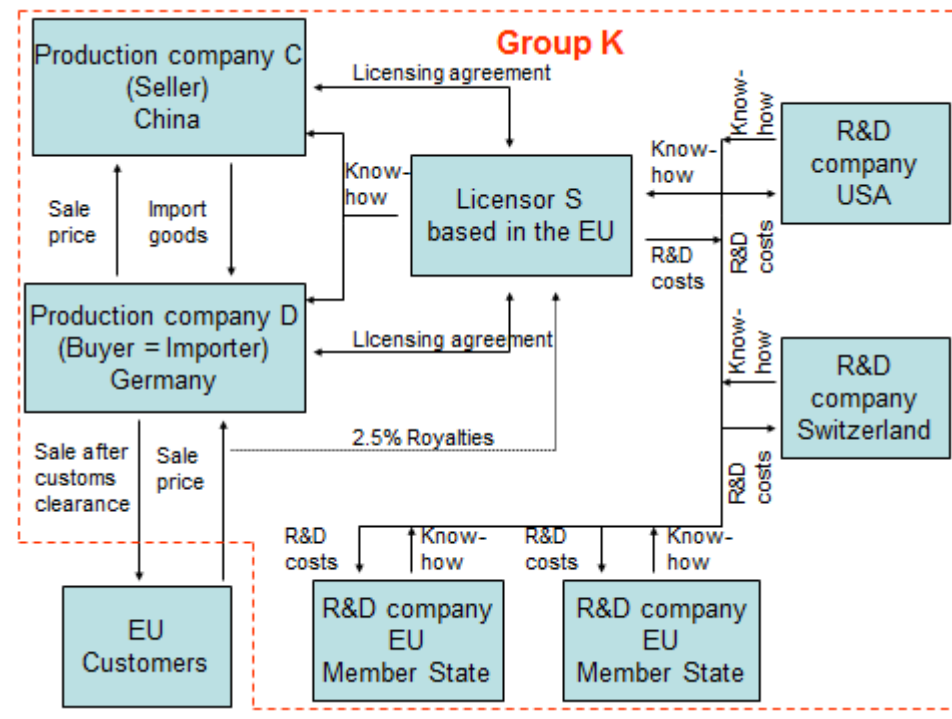 Group K
Production company C
(Seller)
China
Licensing agreement
Know-
how
R&D
company
USA
Know-
how
Know-
how
Licensor S
based in the EU
Sale
price
Import
goods
R&D
costs
R&D
costs
Production company D
(Buyer = Importer)
Germany
LIcensing agreement
Know-
how
R&D
company
Switzerland
2.5% Royalties
Sale after
customs
clearance
Sale
price
R&D
costs
R&D
costs
Know-
how
R&D
costs
Know-
how
EU
Customers
R&D company
EU
Member State
R&D company
EU
Member State